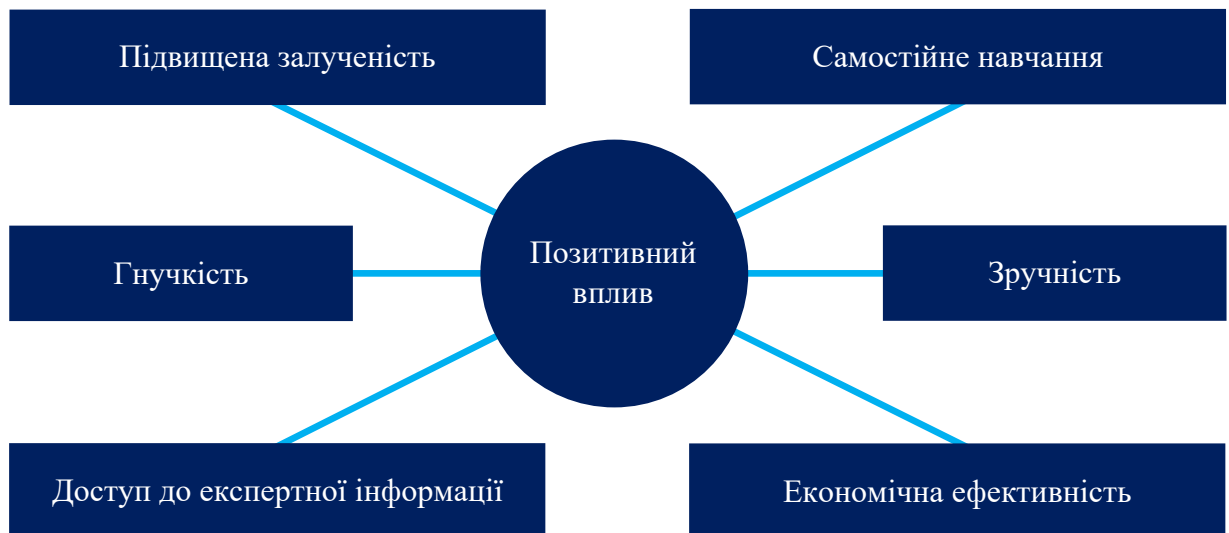 Підвищена залученість
Самостійне навчання
Гнучкість
Позитивний
вплив
Зручність
Доступ до експертної інформації
Економічна ефективність